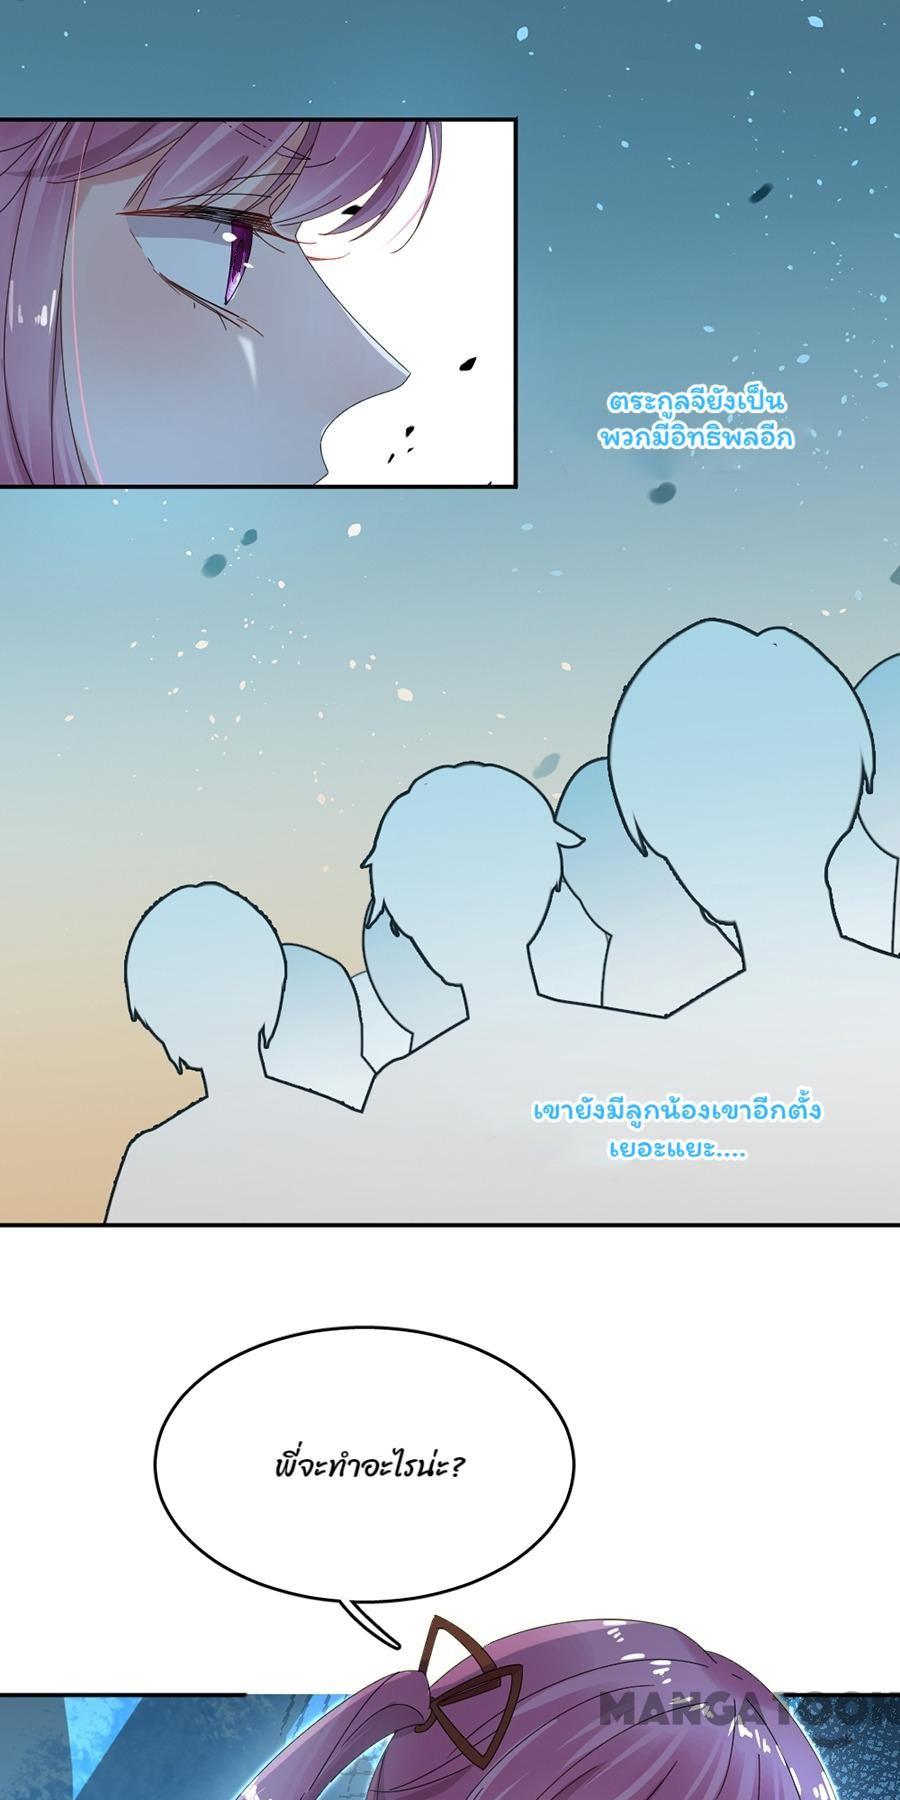 ตระกูลจียังเป็น
พวกมีอิทธิพลอีก
เขายังมีลูกน้องเขาอีกตั้ง
เยอะแยะ....
พี่จะทำอะไรน่ะ?
MANGATOON